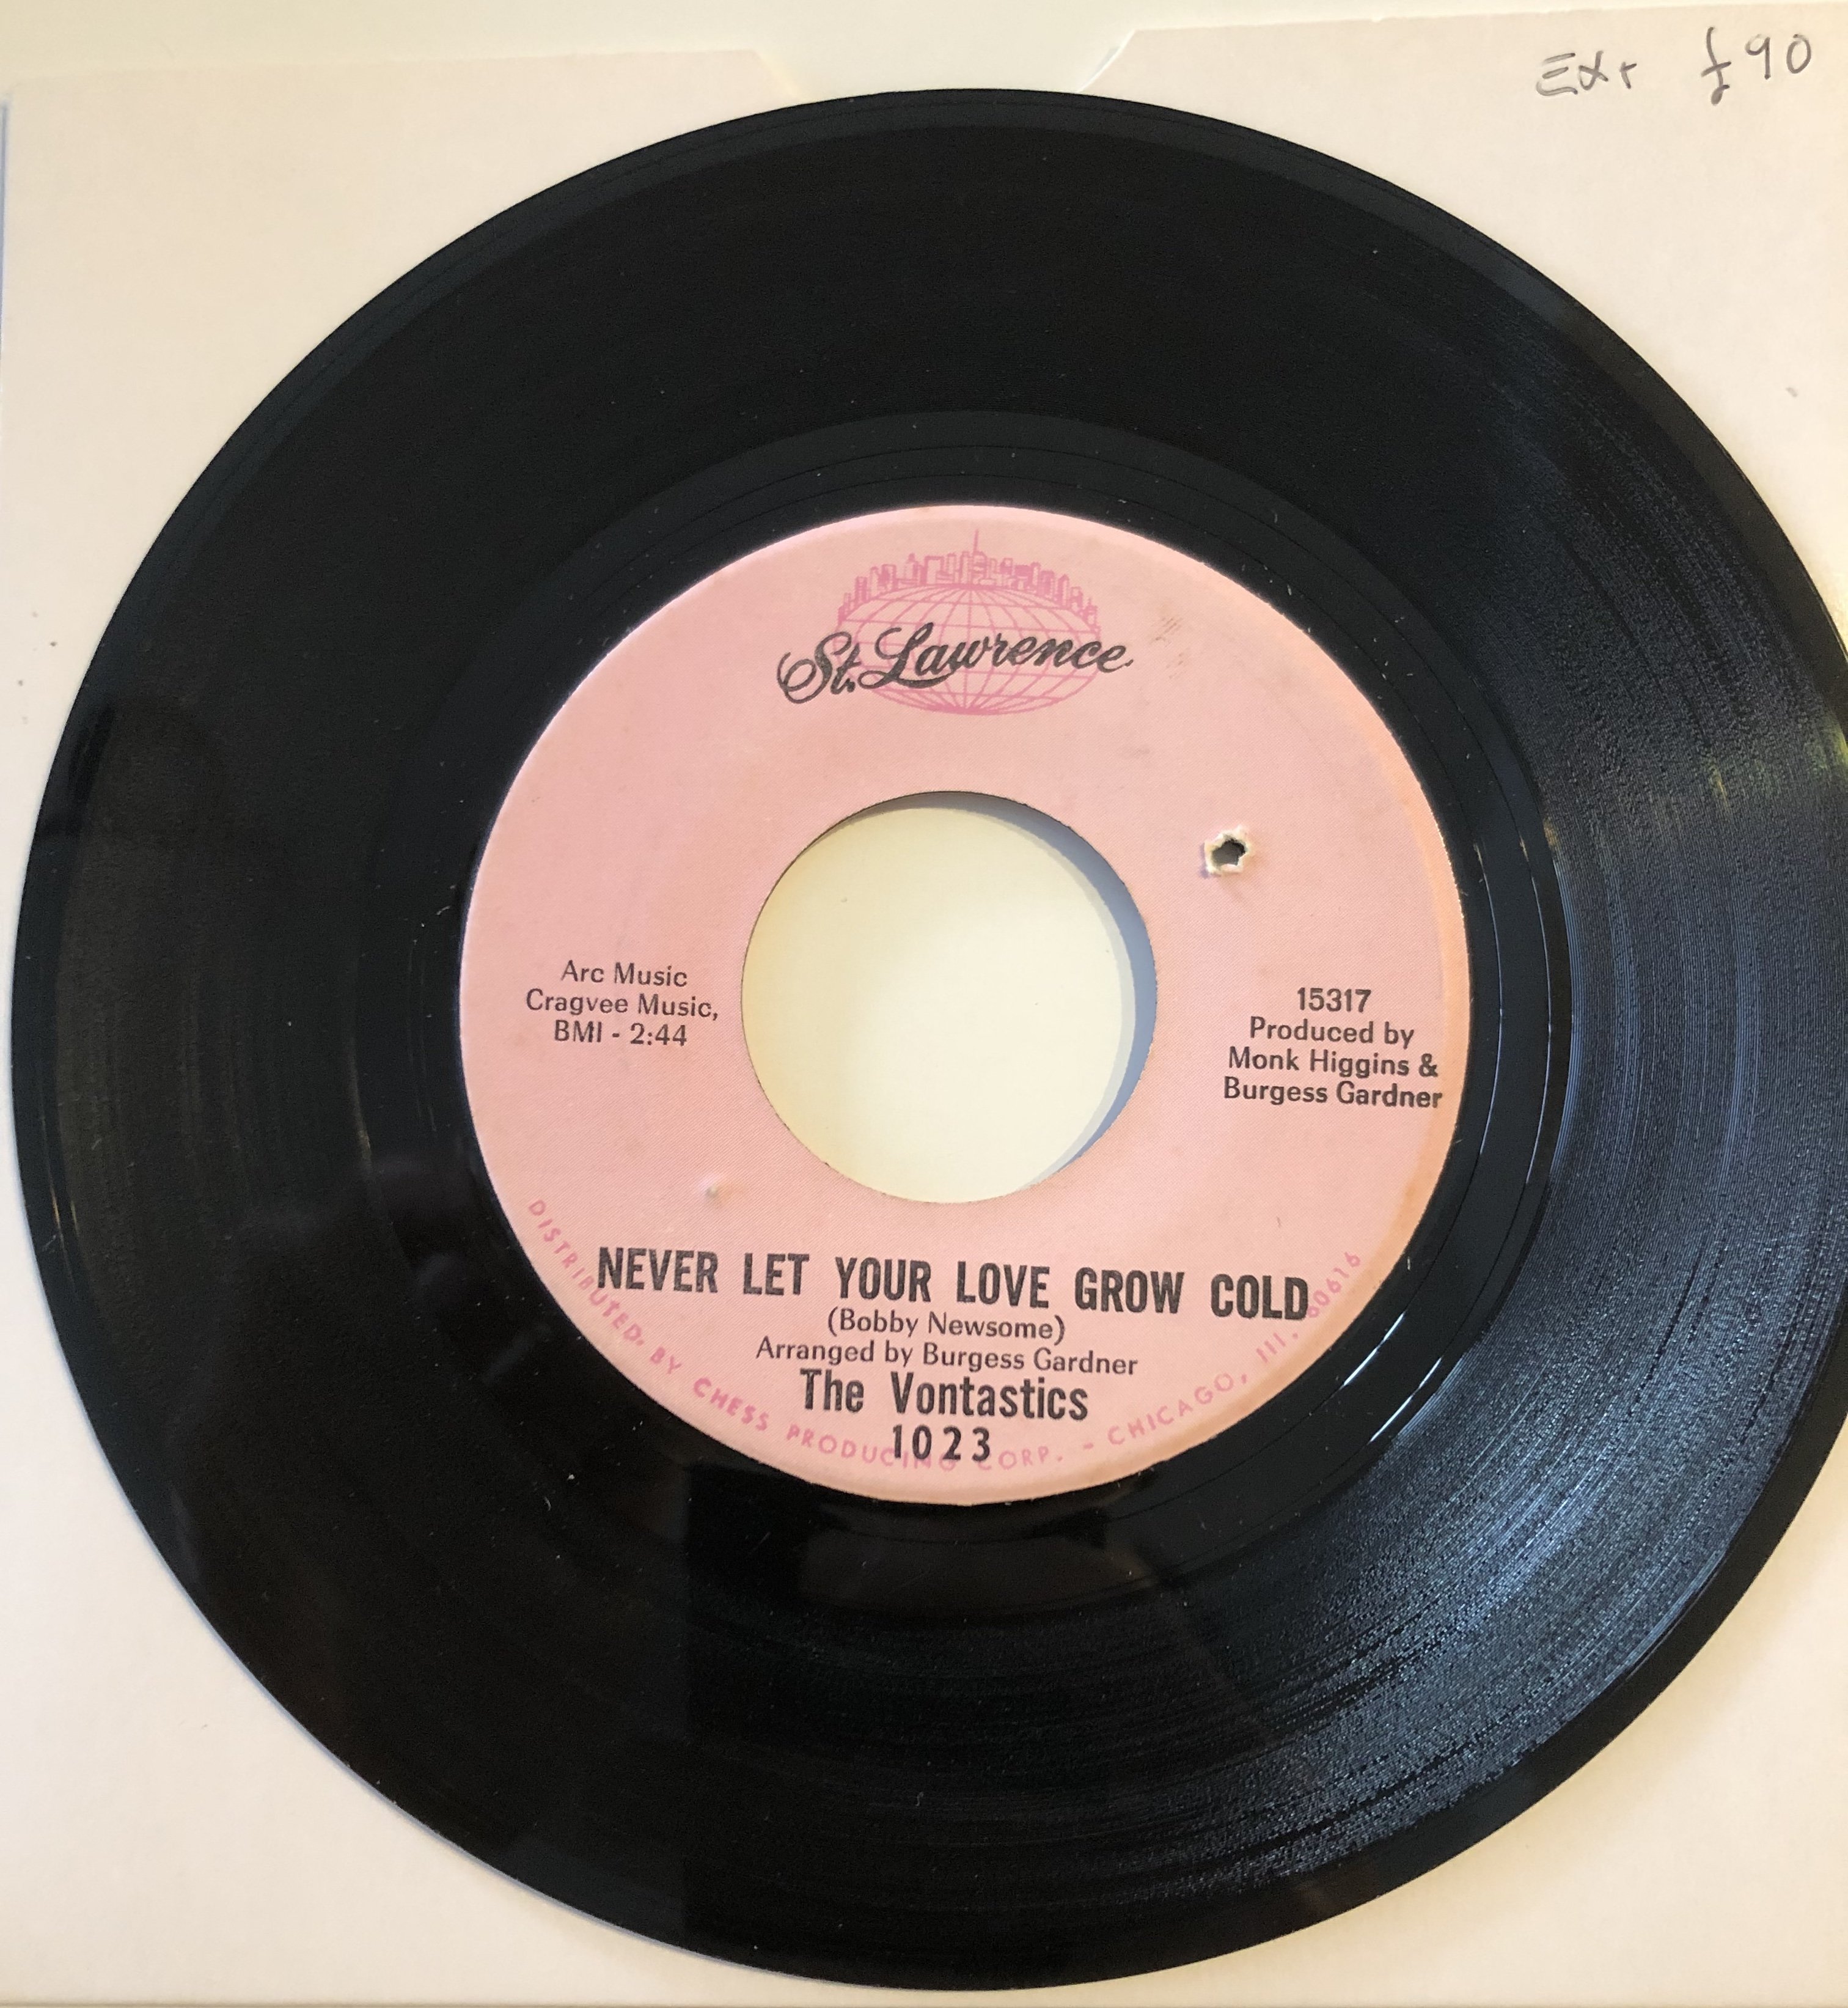 Ext £90
St. Lawrence
Arc Music
Cragvee Music,
BMI - 2:44
15317
Produced by
Monk Higgins &
Burgess Gardner
NEVER LET YOUR LOVE GROW COLD
(Bobby Newsome)
Arranged by Burgess Gardner
The Vontastics
1023
DISTRIBUTED BY CHESS PRODUCING CORP. - CHICAGO, Ill. 60616